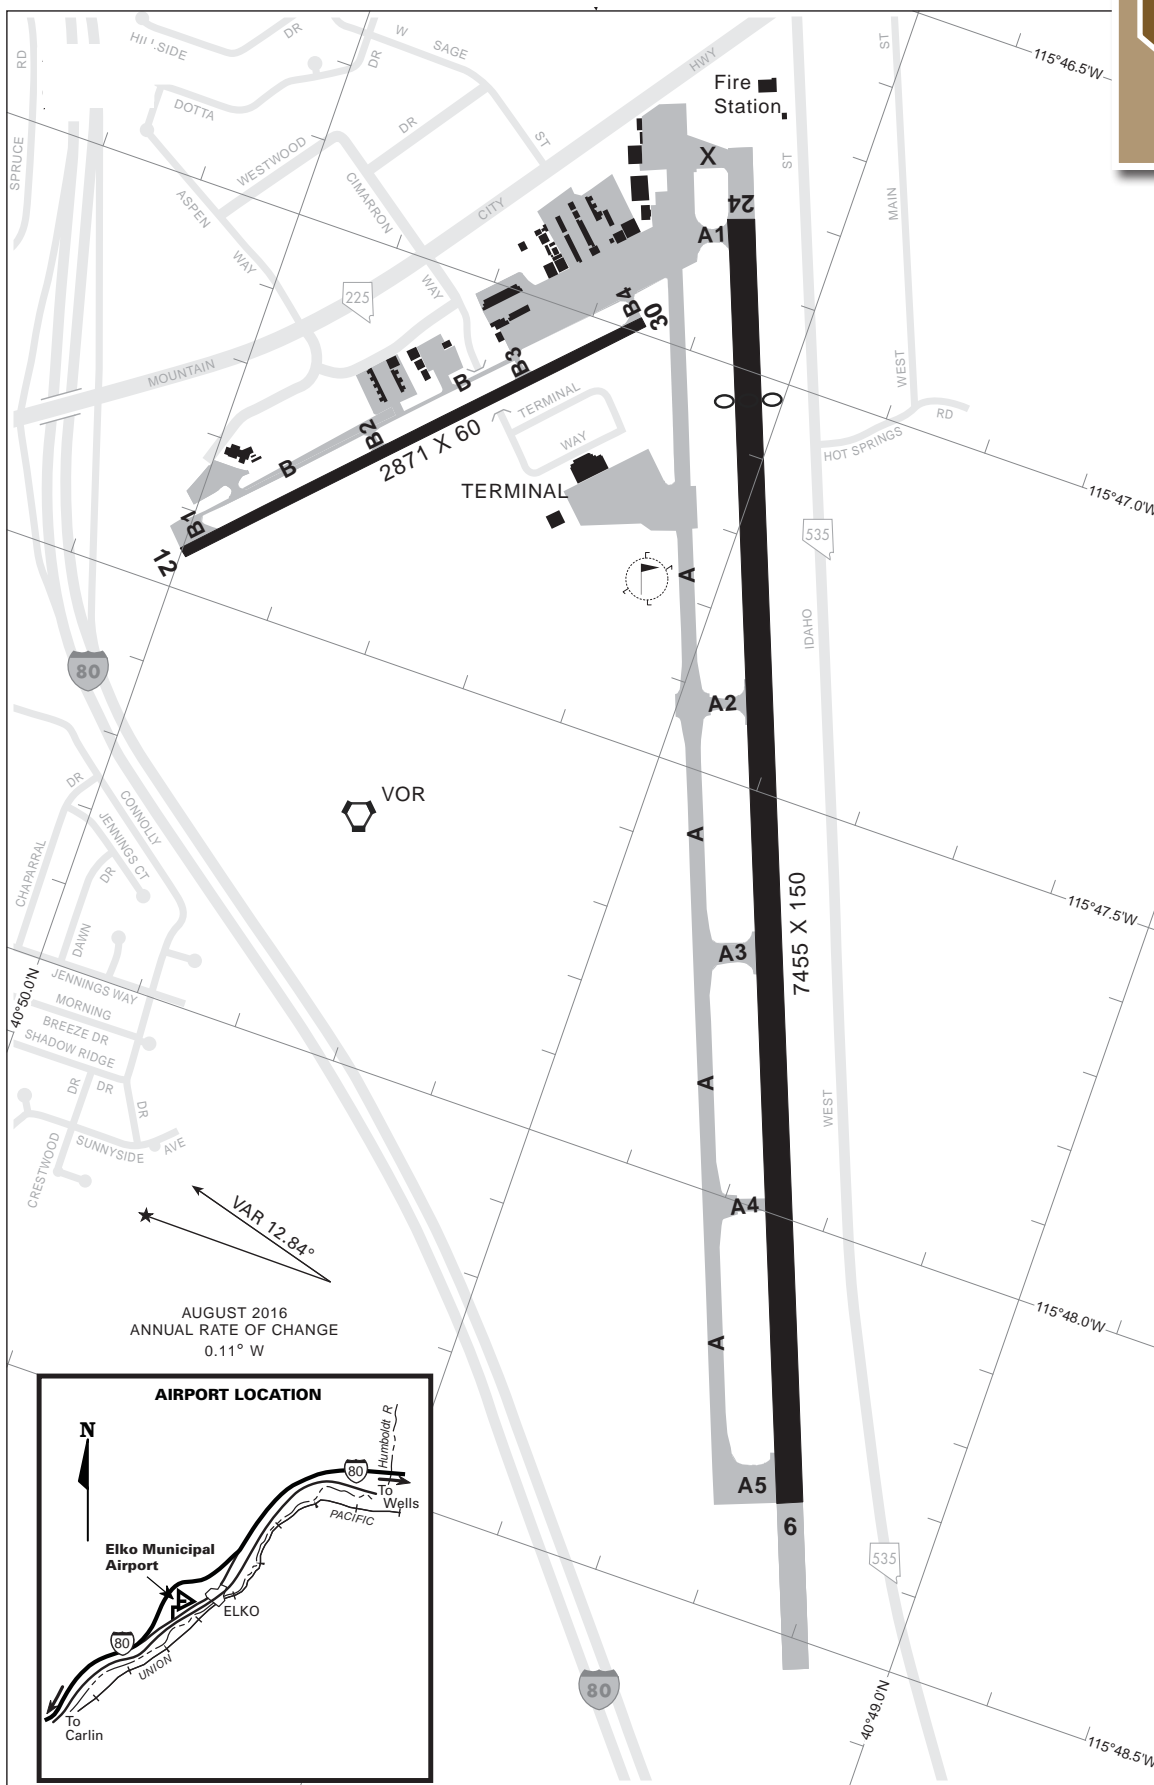 HILLSIDE
DR
W
SAGE
DR
ST
HWY
ST
115°46.5'W
RD
SPRUCE
DOTTA
DR
WESTWOOD
CIMARRON
WAY
ASPEN
WAY
CITY
225
MOUNTAIN
Fire
Station
ST
MAIN
WEST
X
24
A1
B4
30
B3
B
B2
B
B1
12
2871 X 60
TERMINAL
WAY
TERMINAL
RD
HOT SPRINGS
115°47.0'W
535
IDAHO
A
A2
80
VOR
DR
CONNOLLY
JENNINGS CT
DR
CHAPARRAL
DAWN
A
7455 X 150
115°47.5'W
A3
40°50.0'N
JENNINGS WAY
MORNING
BREEZE DR
SHADOW RIDGE
DR
DR
DR
SUNNYSIDE
AVE
CRESTWOOD
A
WEST
A4
VAR 12.84°
AUGUST 2016
ANNUAL RATE OF CHANGE
0.11° W
115°48.0'W
A
A5
6
535
80
40°49.0'N
115°48.5'W
AIRPORT LOCATION
N
Humboldt R
80
To
Wells
PACIFIC
Elko Municipal
Airport
ELKO
80
UNION
To
Carlin